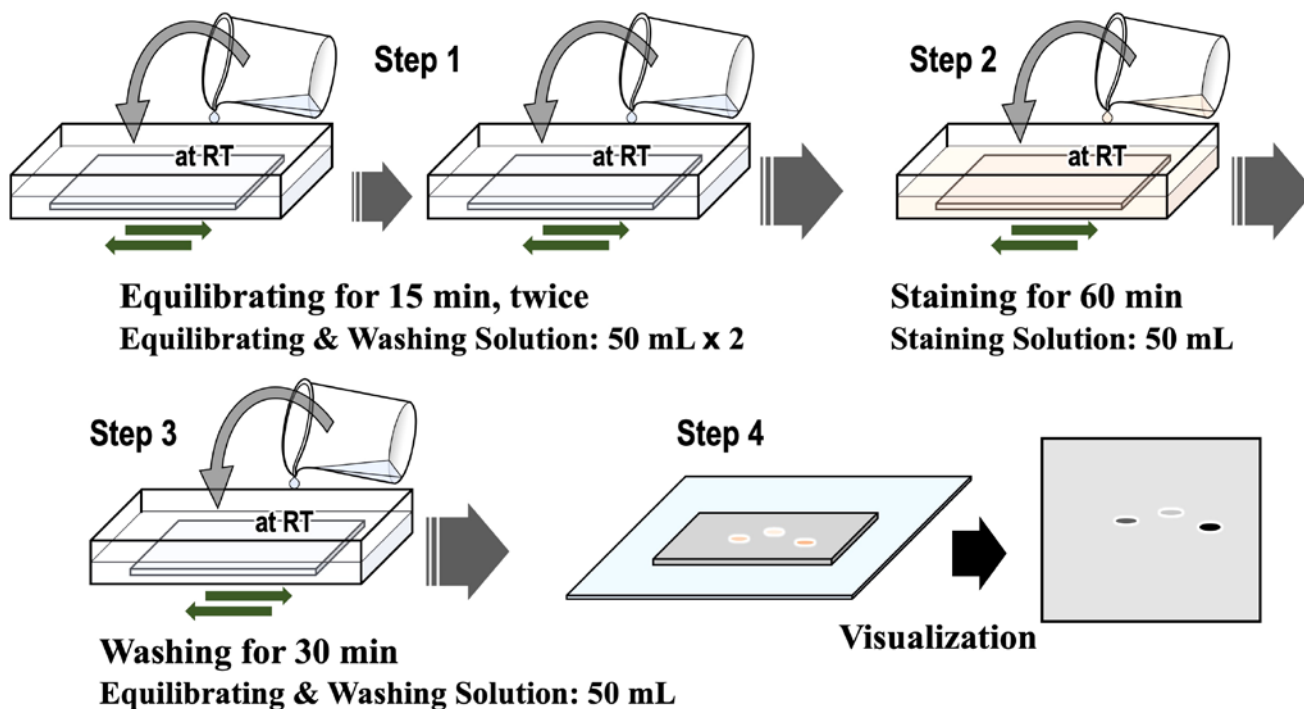 Step 1
Step 2
at RT
at RT
at RT
Equilibrating for 15 min, twice
Equilibrating & Washing Solution: 50 mL x 2
Staining for 60 min
Staining Solution: 50 mL
Step 3
Step 4
at RT
Visualization
Washing for 30 min
Equilibrating & Washing Solution: 50 mL